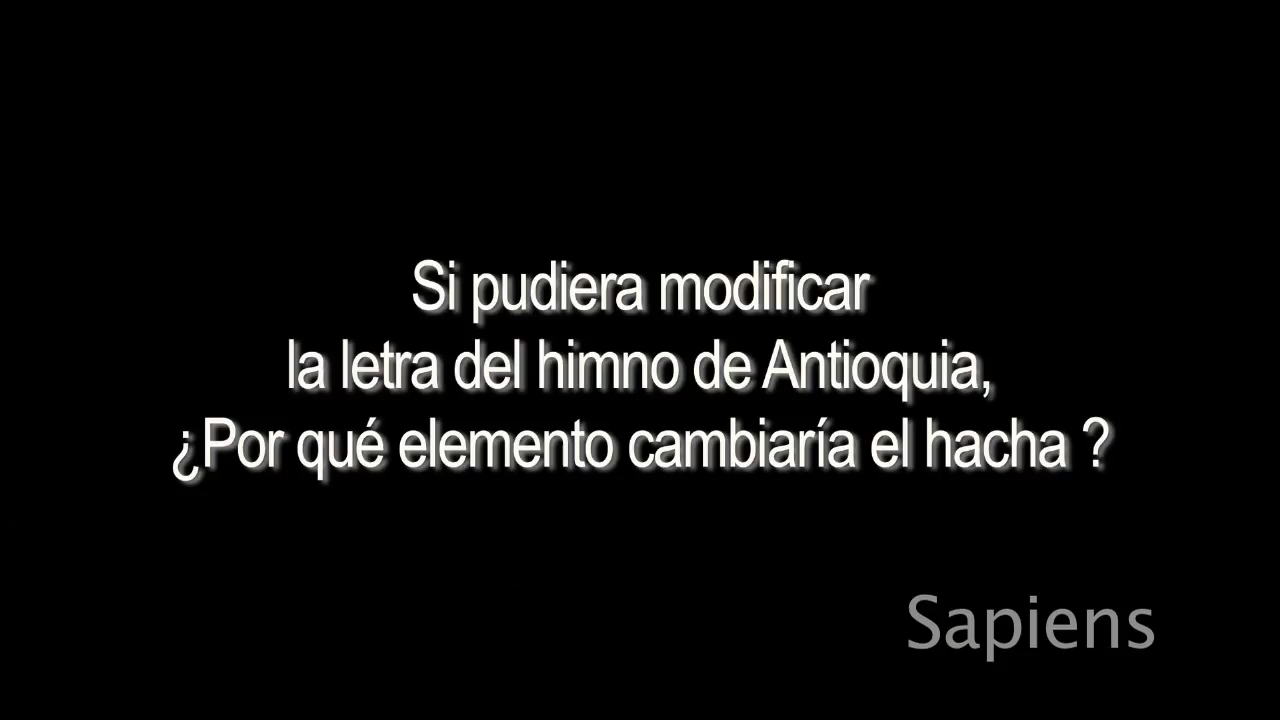 Si pudiera modificar
la letra del himno de Antioquia,
¿Por qué elemento cambiaría el hacha ?
Sapiens